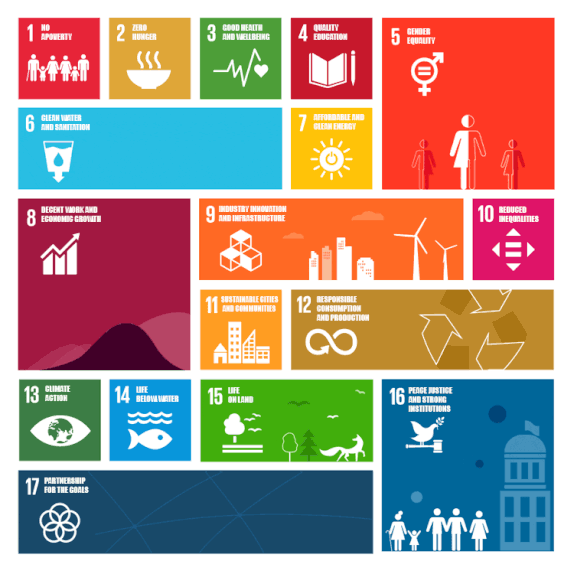 1 NO
APOVERTY
2 ZERO
HUNGER
3 GOOD HEALTH
AND WELLBEING
4 QUALITY
EDUCATION
5 GENDER
EQUALITY
6 CLEAN WATER
AND SANITATION
7 AFFORDABLE AND
CLEAN ENERGY
8 DECENT WORK AND
ECONOMIC GROWTH
9 INDUSTRY INNOVATION
AND INFRASTRUCTURE
10 REDUCED
INEQUALITIES
11 SUSTAINABLE CITIES
AND COMMUNITIES
12 RESPONSIBLE
CONSUMPTION
AND PRODUCTION
13 CLIMATE
ACTION
14 LIFE
BELOW WATER
15 LIFE
ON LAND
16 PEACE JUSTICE
AND STRONG
INSTITUTIONS
17 PARTNERSHIP
FOR THE GOALS